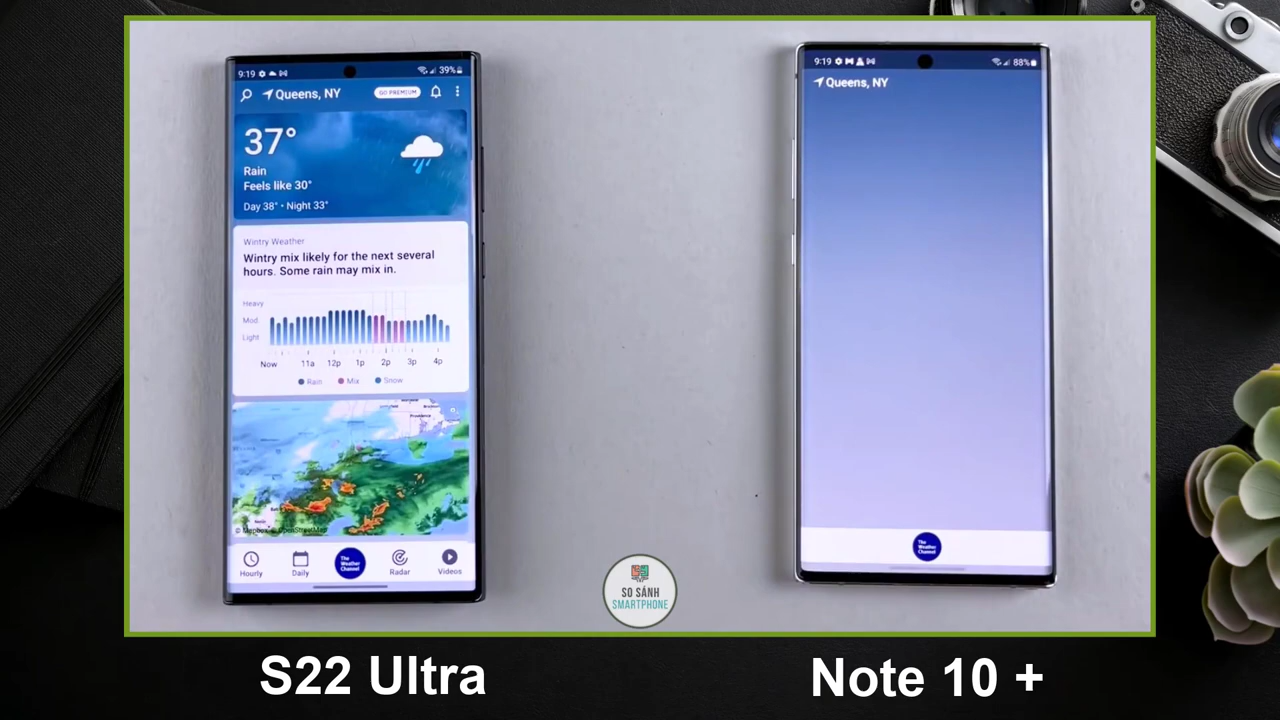 9:19
39%
Queens, NY
GO PREMIUM
37°
Rain
Feels like 30°
Day 38° • Night 33°
Wintry Weather
Wintry mix likely for the next several
hours. Some rain may mix in.
Heavy
Mod.
Light
Now 11a 12p 1p 2p 3p 4p
Rain Mix Snow
© Mapbox © OpenStreetMap
Hourly
Daily
The
Weather
Channel
Radar
Videos
9:19
88%
Queens, NY
The
Weather
Channel
SO SÁNH
SMARTPHONE
S22 Ultra
Note 10 +